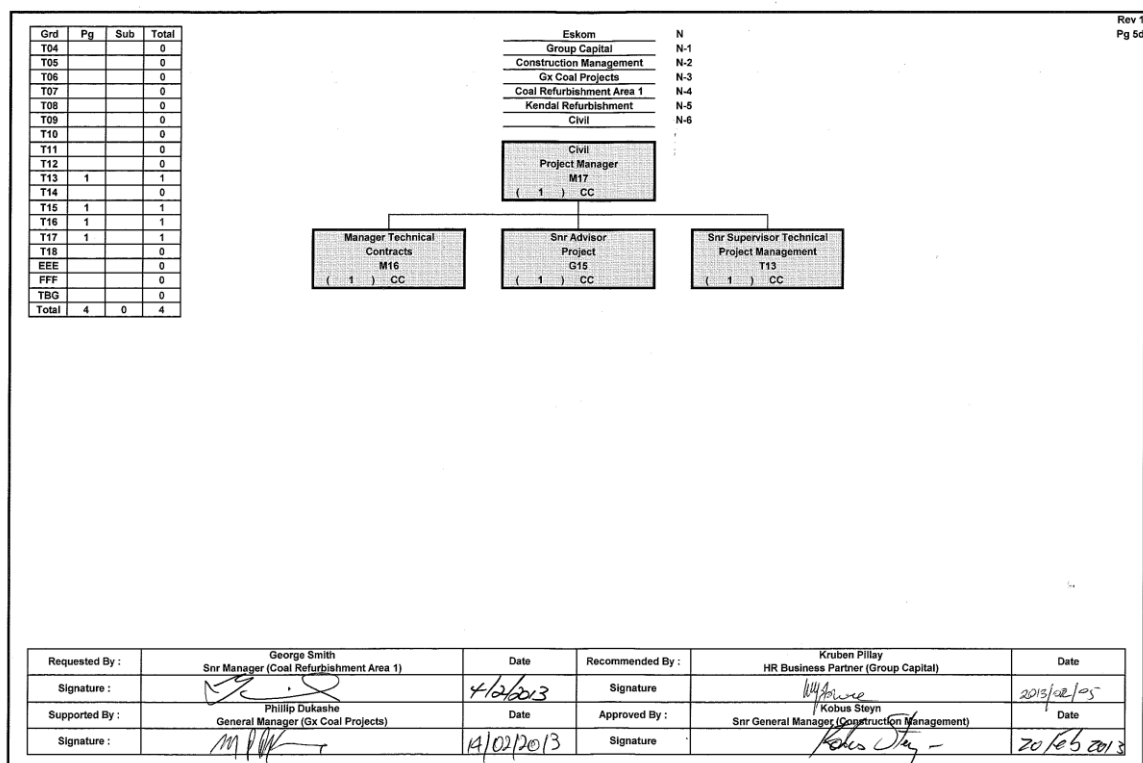 Rev 1
Pg 5d
Grd Pg Sub Total
T04 0
T05 0
T06 0
T07 0
T08 0
T09 0
T10 0
T11 0
T12 0
T13 1 1
T14 0
T15 1 1
T16 1 1
T17 1 1
T18 0
EEE 0
FFF 0
TBG 0
Total 4 0 4
Eskom N
Group Capital N-1
Construction Management N-2
Gx Coal Projects N-3
Coal Refurbishment Area 1 N-4
Kendal Refurbishment N-5
Civil N-6
Civil
Project Manager
M17
( 1 ) CC
Manager Technical
Contracts
M16
( 1 ) CC
Snr Advisor
Project
G15
( 1 ) CC
Snr Supervisor Technical
Project Management
T13
( 1 ) CC
Requested By :
George Smith
Snr Manager (Coal Refurbishment Area 1)
Date
Recommended By :
Kruben Pillay
HR Business Partner (Group Capital)
Date
Signature :
4/2/2013
Signature
2013/02/05
Supported By :
Phillip Dukashe
General Manager (Gx Coal Projects)
Date
Approved By :
Kobus Steyn
Snr General Manager (Construction Management)
Date
Signature :
14/02/2013
Signature
Kobus Steyn
20 Feb 2013